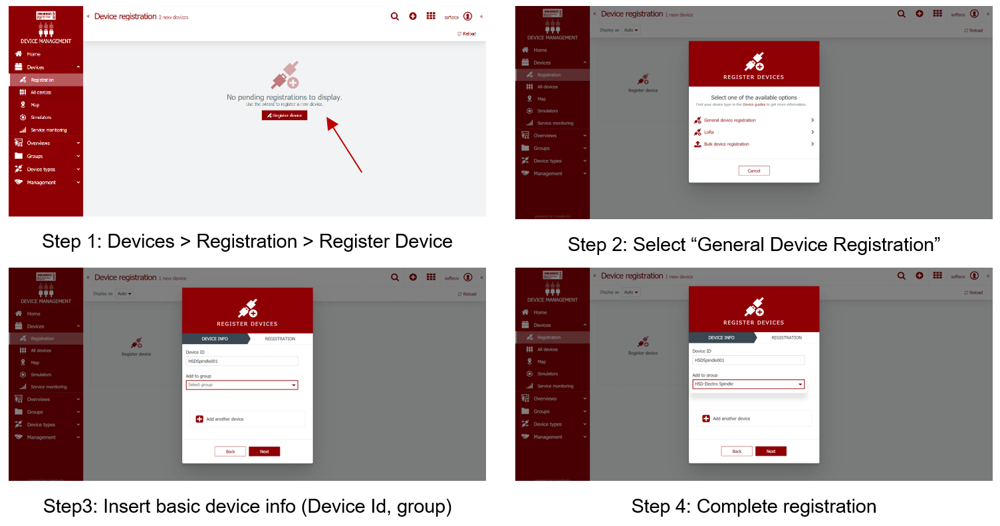 DEVICE MANAGEMENT
Home
Devices
Registration
All devices
Map
Simulators
Service monitoring
Overviews
Groups
Device types
Management
Device registration 0 new devices
softeco
Reload
No pending registrations to display.
Use the wizard to register a new device.
Register device
Step 1: Devices > Registration > Register Device
DEVICE MANAGEMENT
Home
Devices
Registration
All devices
Map
Simulators
Service monitoring
Overviews
Groups
Device types
Management
powered by Cumulocity
Device registration 1 new device
softeco
Display as Auto
Reload
Register device
REGISTER DEVICES
Select one of the available options
Find your device type in the Device guides to get more information.
General device registration
LoRa
Bulk device registration
Cancel
Step 2: Select “General Device Registration”
DEVICE MANAGEMENT
Home
Devices
Registration
All devices
Map
Simulators
Service monitoring
Overviews
Groups
Device types
Management
Device registration 1 new device
softeco
Display as Auto
Reload
Register device
REGISTER DEVICES
DEVICE INFO
REGISTRATION
Device ID
HSDSpindle001
Add to group
Select group
Add another device
Back
Next
Step3: Insert basic device info (Device Id, group)
DEVICE MANAGEMENT
Home
Devices
Registration
All devices
Map
Simulators
Service monitoring
Overviews
Groups
Device types
Management
Device registration 1 new device
softeco
Display as Auto
Reload
Register device
REGISTER DEVICES
DEVICE INFO
REGISTRATION
Device ID
HSDSpindle001
Add to group
HSD Electro Spindle
Add another device
Back
Next
Step 4: Complete registration